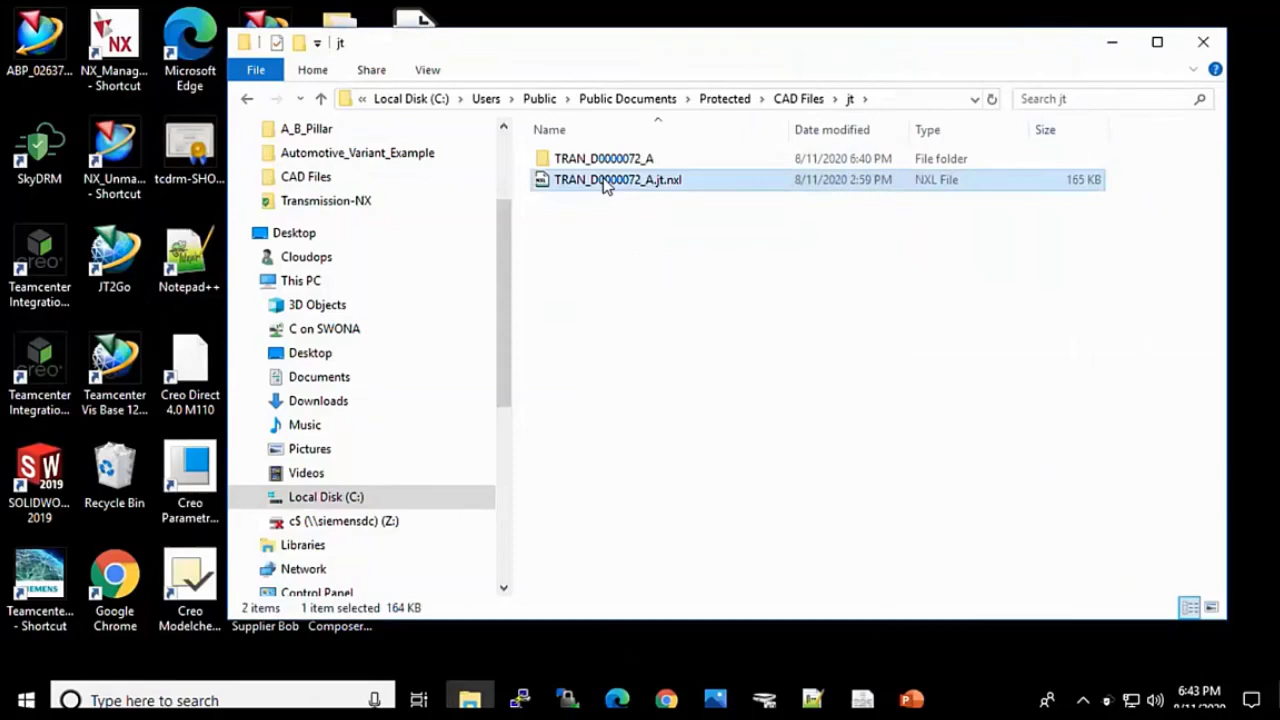 jt
File
Home
Share
View
« Local Disk (C:) > Users > Public > Public Documents > Protected > CAD Files > jt >
Search jt
Name
Date modified
Type
Size
TRAN_D0000072_A
8/11/2020 6:40 PM
File folder
TRAN_D0000072_A.jt.nxl
8/11/2020 2:59 PM
NXL File
165 KB
A_B_Pillar
Automotive_Variant_Example
CAD Files
Transmission-NX
Desktop
Cloudops
This PC
3D Objects
C on SWONA
Desktop
Documents
Downloads
Music
Pictures
Videos
Local Disk (C:)
c$ (\\siemensdc) (Z:)
Libraries
Network
Control Panel
2 items
1 item selected 164 KB
ABP_02637...
NX
NX_Manag...
- Shortcut
Microsoft
Edge
SkyDRM
NX_Unma...
- Shortcut
tcdrm-SHO...
creo
Teamcenter
Integratio...
JT2Go
Notepad++
creo
Teamcenter
Integratio...
Teamcenter
Vis Base 12...
Creo Direct
4.0 M110
SW
2019
SOLIDWO...
2019
Recycle Bin
Creo
Parametr...
SIEMENS
Teamcente...
- Shortcut
Google
Chrome
Creo
Modelche...
Supplier Bob
Composer...
Type here to search
6:43 PM